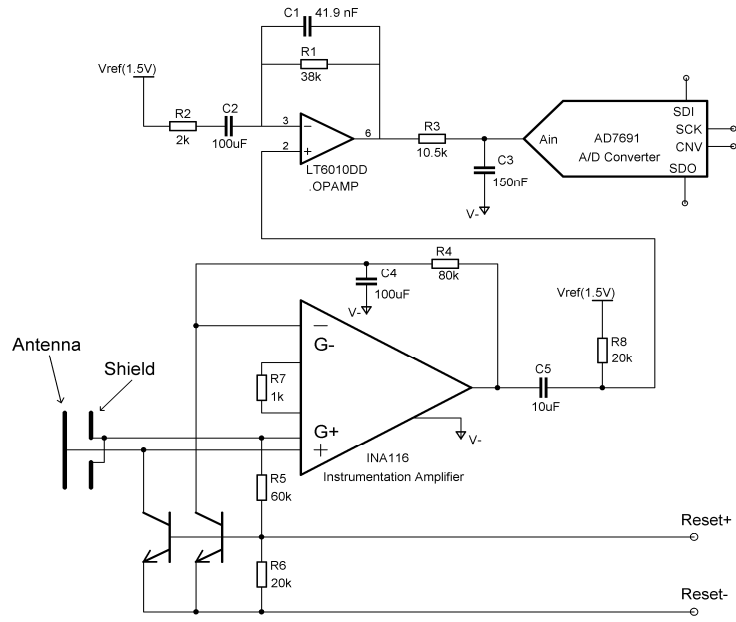 C1 41.9 nF
R1
38k
Vref(1.5V)
R2
2k
C2
100uF
3
−
2
+
6
LT6010DD
.OPAMP
R3
10.5k
C3
150nF
V-
Ain
AD7691
A/D Converter
SDI
SCK
CNV
SDO
R4
80k
C4
100uF
V-
Vref(1.5V)
R8
20k
C5
10uF
Antenna
Shield
−
G-
R7
1k
G+
+
V-
INA116
Instrumentation Amplifier
R5
60k
Reset+
R6
20k
Reset-